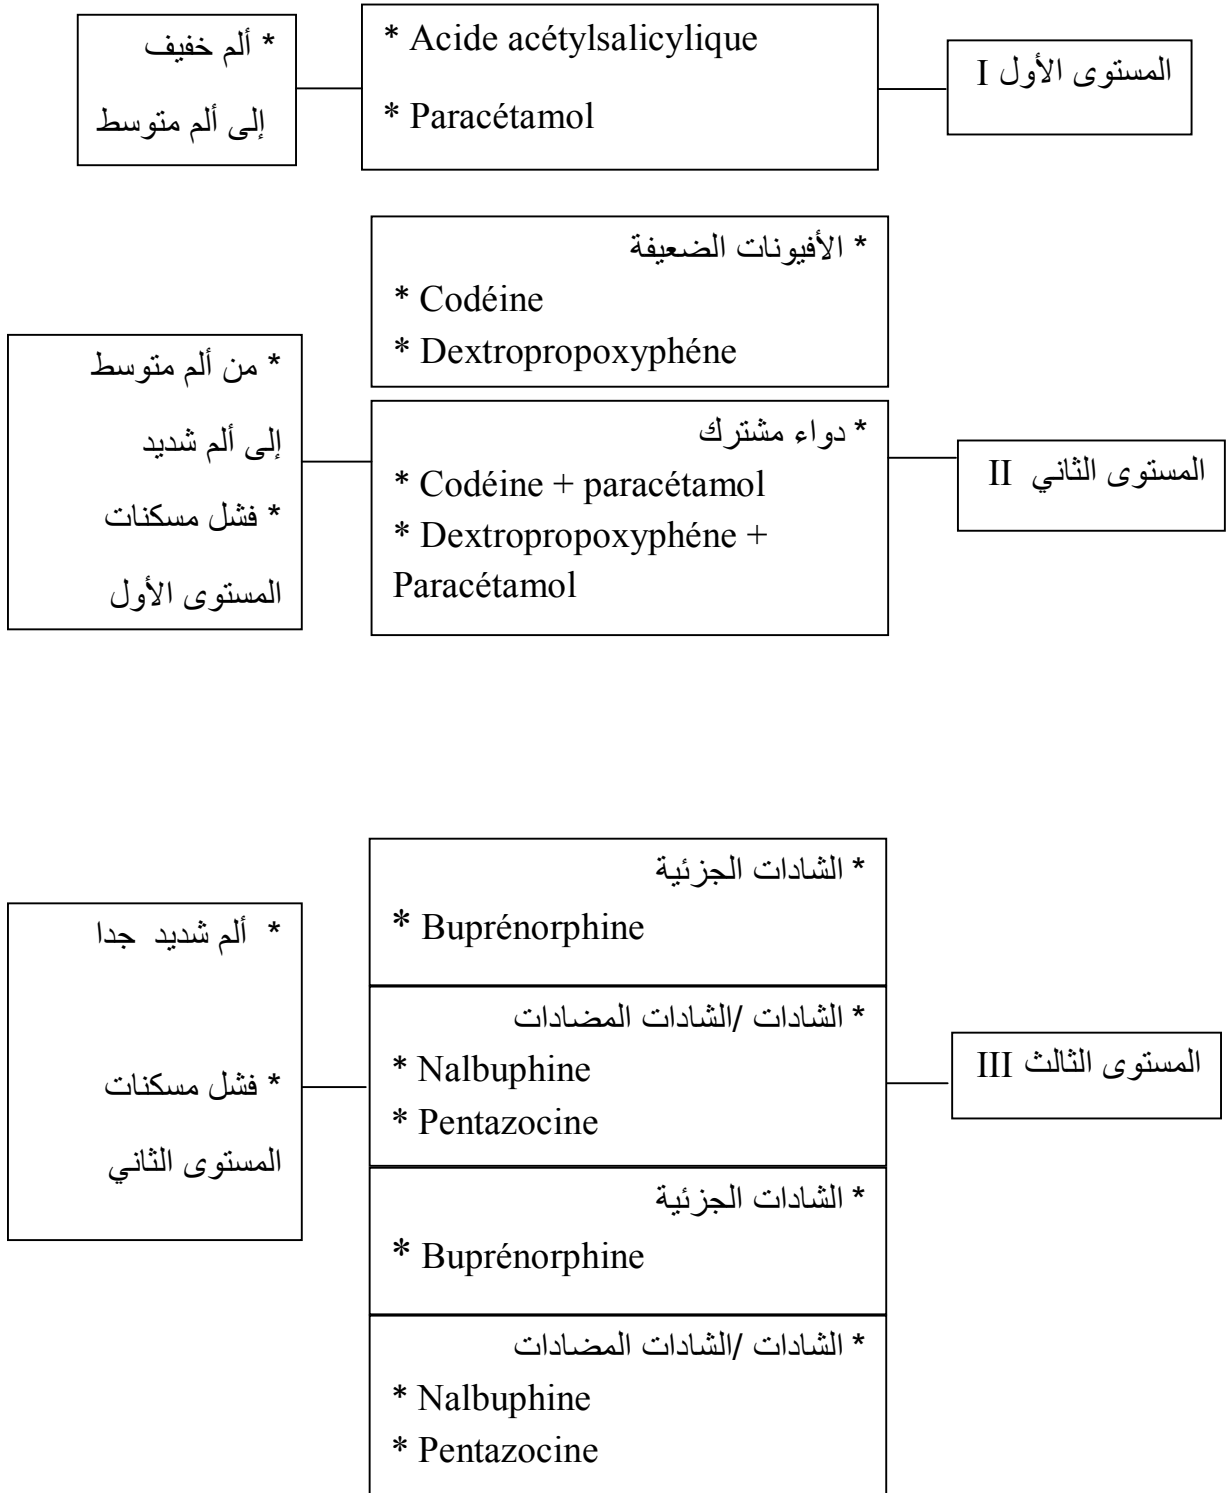 المستوى الأول I
* Acide acétylsalicylique
* Paracétamol
* ألم خفيف
إلى ألم متوسط
المستوى الثاني II
* الأفيونات الضعيفة
* Codéine
* Dextropropoxyphéne
* دواء مشترك
* Codéine + paracétamol
* Dextropropoxyphéne +
Paracétamol
* من ألم متوسط
إلى ألم شديد
* فشل مسكنات
المستوى الأول
المستوى الثالث III
* الشادات الجزئية
* Buprénorphine
* الشادات /الشادات المضادات
* Nalbuphine
* Pentazocine
* الشادات الجزئية
* Buprénorphine
* الشادات /الشادات المضادات
* Nalbuphine
* Pentazocine
* ألم شديد جدا
* فشل مسكنات
المستوى الثاني